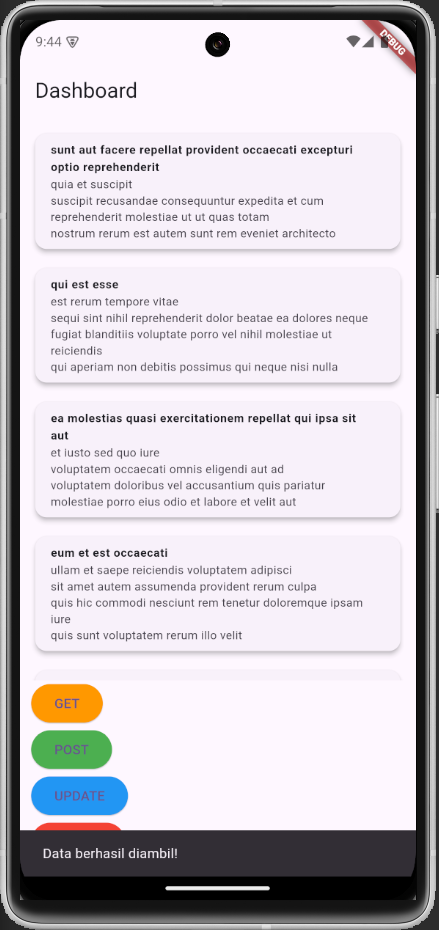 9:44
DEBUG
Dashboard
sunt aut facere repellat provident occaecati excepturi
optio reprehenderit
quia et suscipit
suscipit recusandae consequuntur expedita et cum
reprehenderit molestiae ut ut quas totam
nostrum rerum est autem sunt rem eveniet architecto
qui est esse
est rerum tempore vitae
sequi sint nihil reprehenderit dolor beatae ea dolores neque
fugiat blanditiis voluptate porro vel nihil molestiae ut
reiciendis
qui aperiam non debitis possimus qui neque nisi nulla
ea molestias quasi exercitationem repellat qui ipsa sit
aut
et iusto sed quo iure
voluptatem occaecati omnis eligendi aut ad
voluptatem doloribus vel accusantium quis pariatur
molestiae porro eius odio et labore et velit aut
eum et est occaecati
ullam et saepe reiciendis voluptatem adipisci
sit amet autem assumenda provident rerum culpa
quis hic commodi nesciunt rem tenetur doloremque ipsam
iure
quis sunt voluptatem rerum illo velit
GET
POST
UPDATE
Data berhasil diambil!